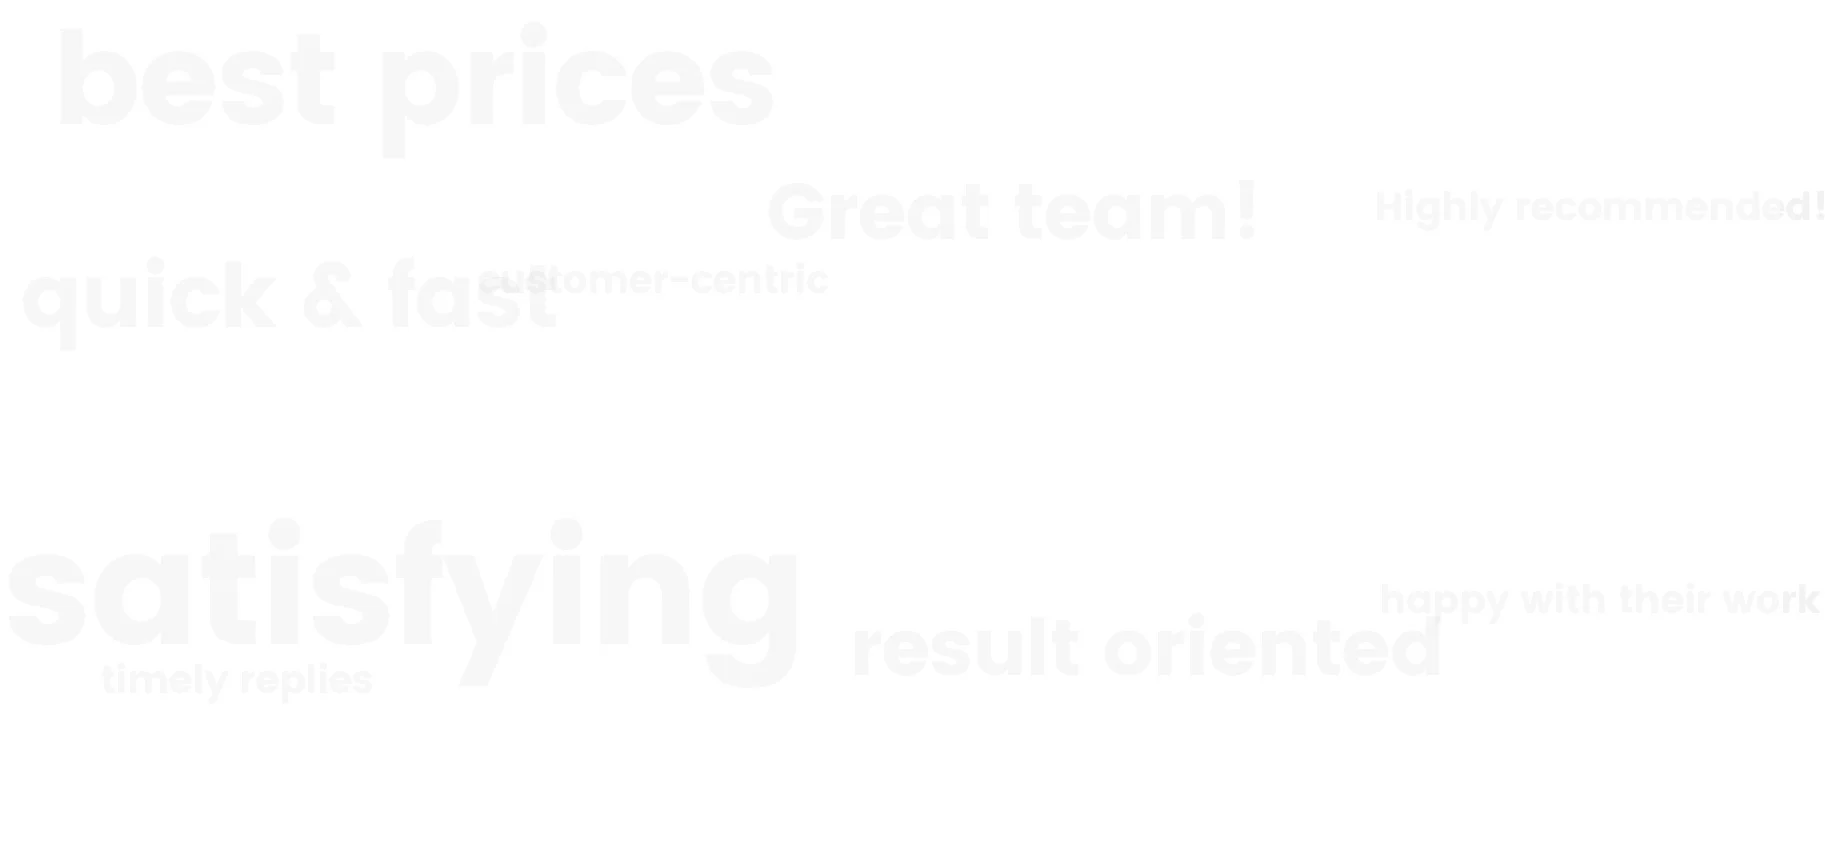 best prices
Great team!
Highly recommended!
quick & fast
customer-centric
satisfying
happy with their work
result oriented
timely replies